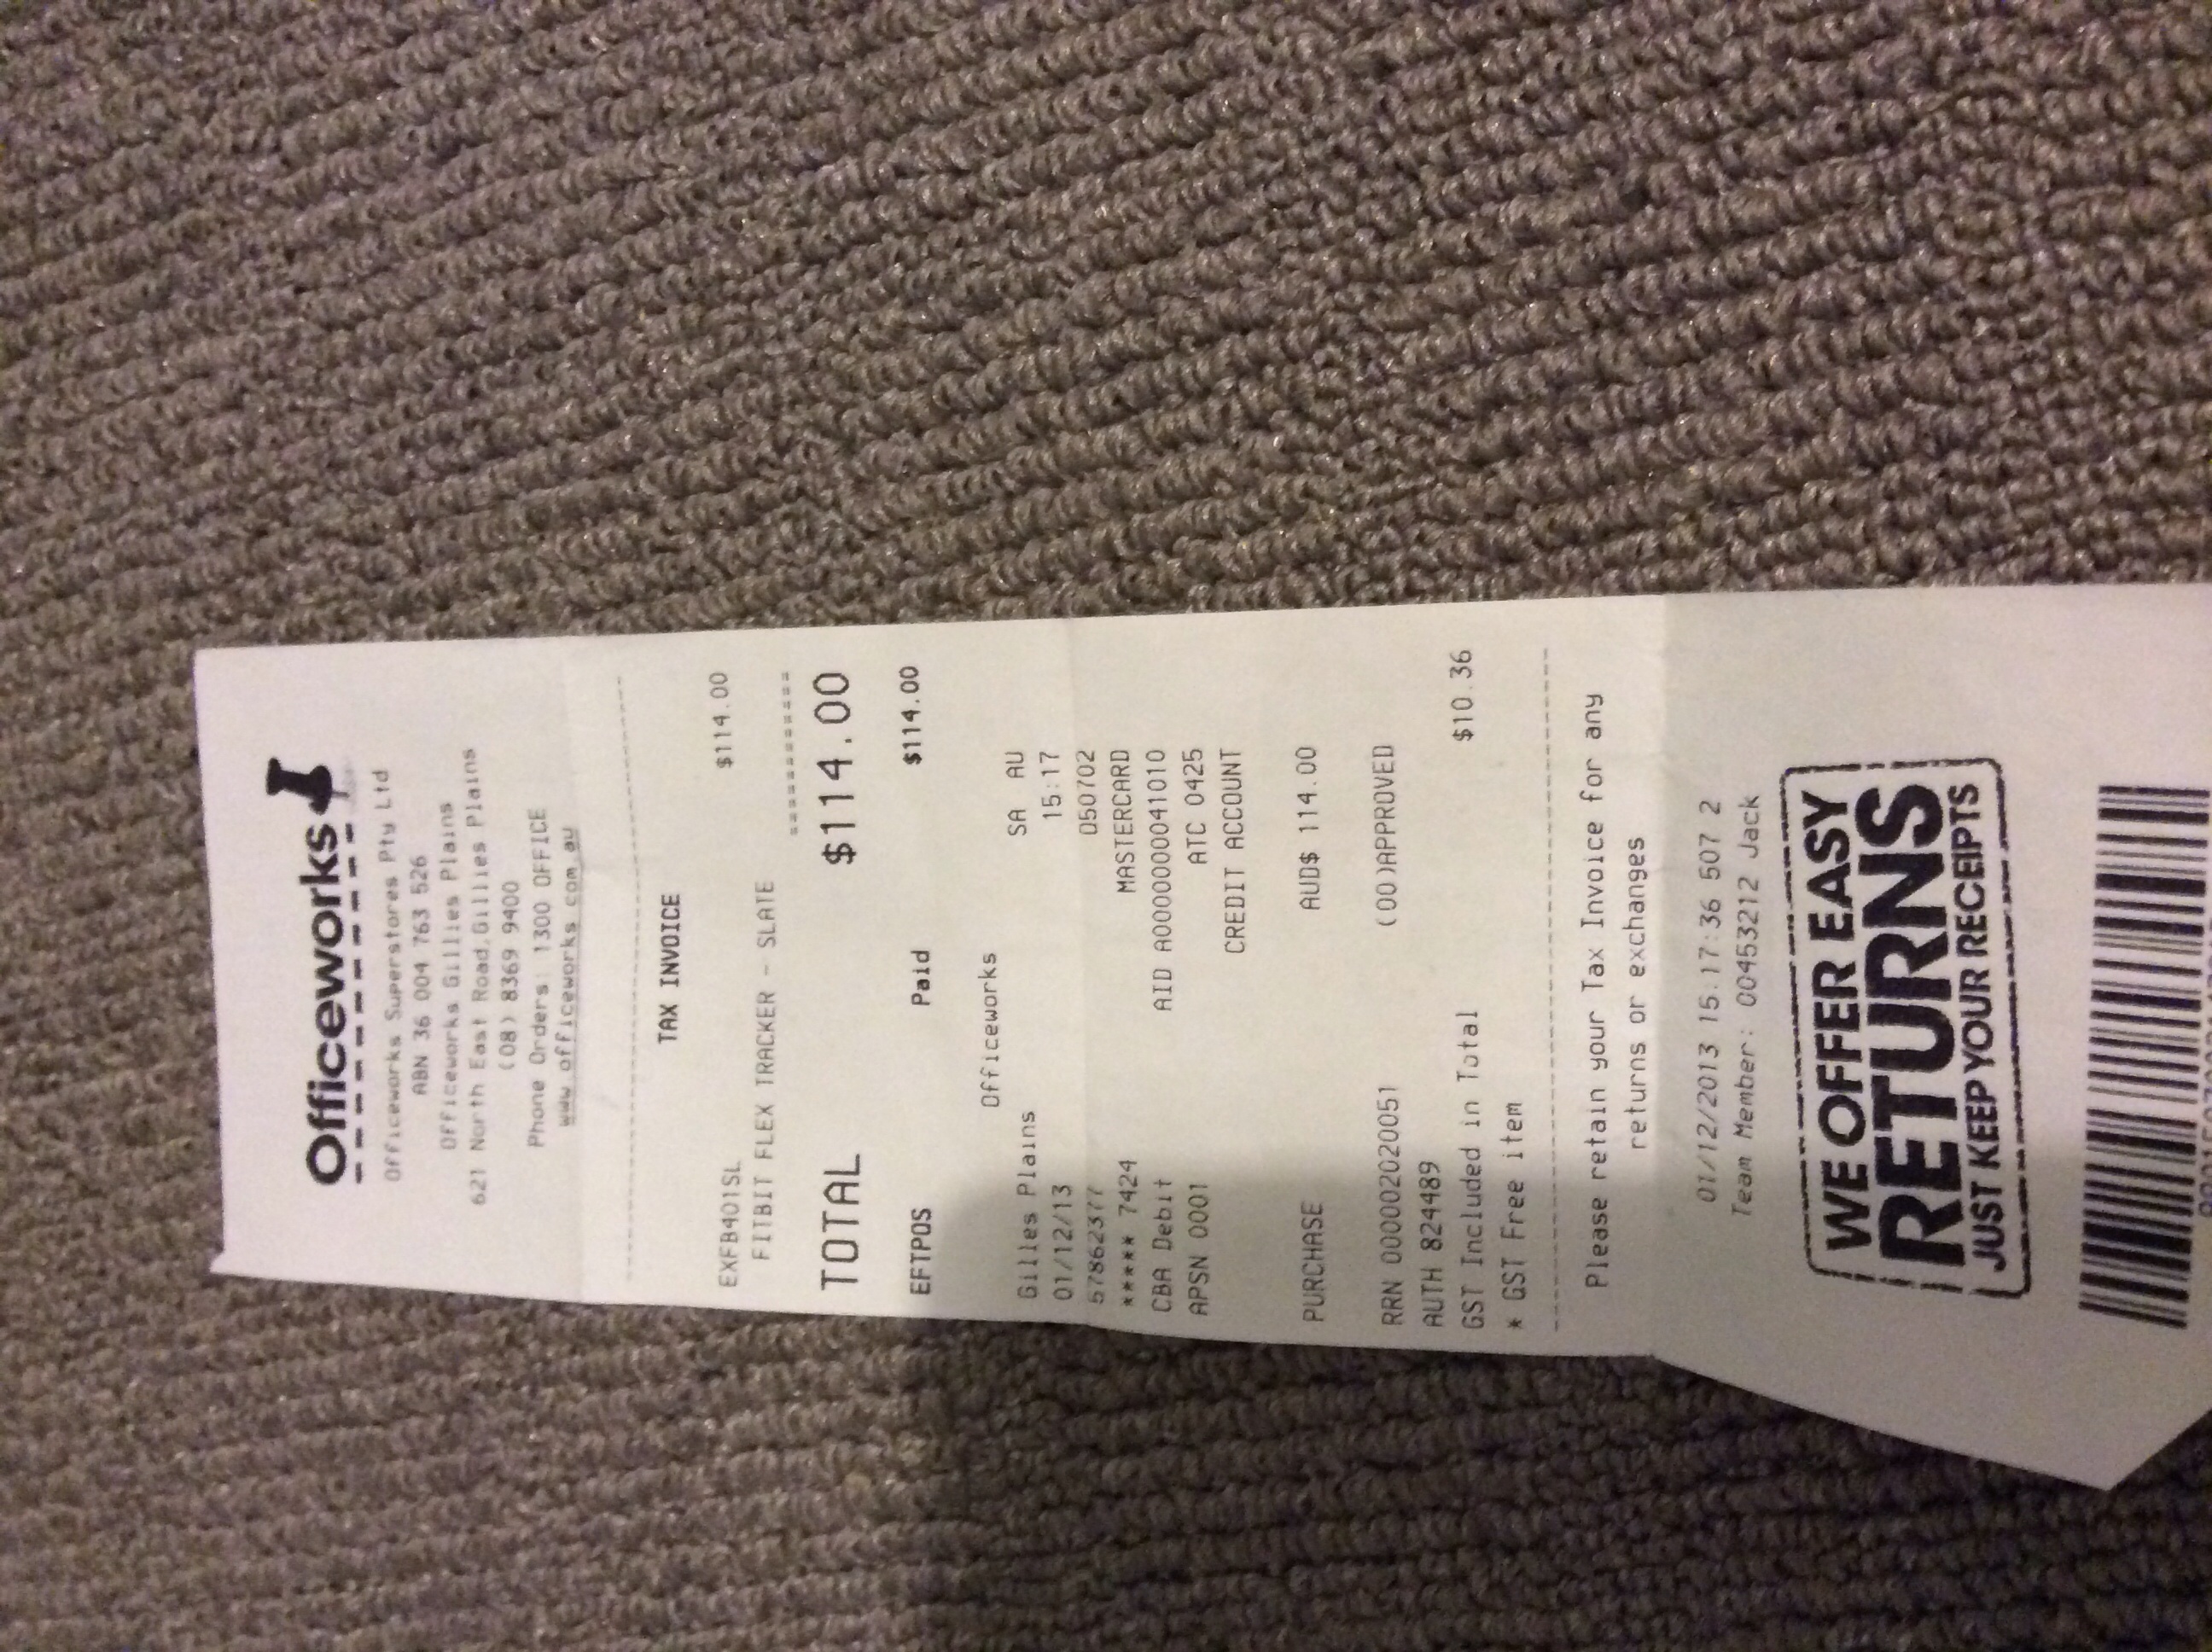 Officeworks
Officeworks Superstores Pty Ltd
ABN 36 004 763 526
Officeworks Gillies Plains
621 North East Road,Gillies Plains
(08) 8369 9400
Phone Orders: 1300 OFFICE
www.officeworks.com.au
TAX INVOICE
EXFB401SL $114.00
FITBIT FLEX TRACKER - SLATE
TOTAL $114.00
EFTPOS Paid $114.00
Officeworks
Gilles Plains SA AU
01/12/13 15:17
57862377 050702
***** 7424 MASTERCARD
CBA Debit AID A0000000041010
APSN 0001 ATC 0425
CREDIT ACCOUNT
PURCHASE AUD$ 114.00
RRN 000002020051 (00)APPROVED
AUTH 824489
GST Included in Total $10.36
* GST Free item
Please retain your Tax Invoice for any
returns or exchanges
01/12/2013 15:17:36 507 2
Team Member: 00453212 Jack
WE OFFER EASY
RETURNS
JUST KEEP YOUR RECEIPTS